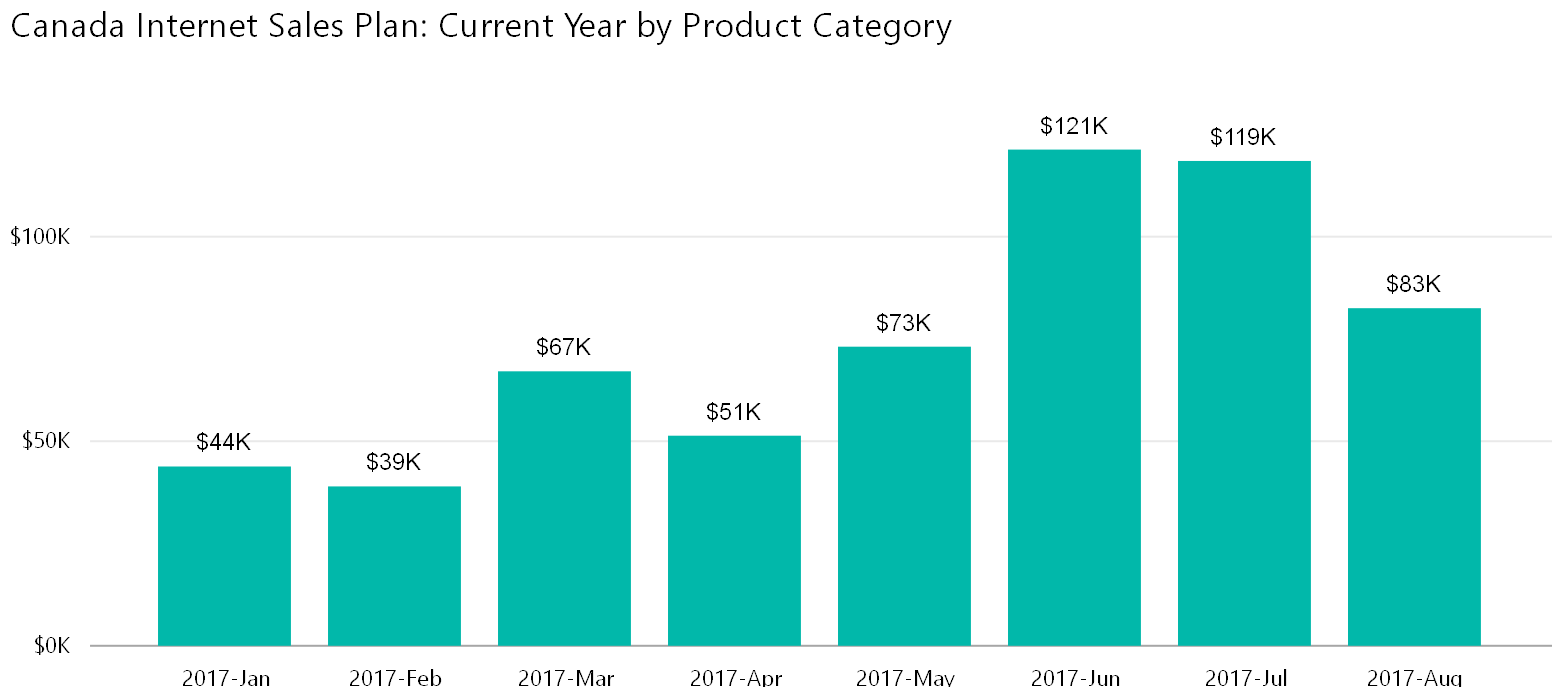 Canada Internet Sales Plan: Current Year by Product Category
$121K
$119K
$100K
$83K
$73K
$67K
$51K
$50K
$44K
$39K
$0K
2017-Jan 2017-Feb 2017-Mar 2017-Apr 2017-May 2017-Jun 2017-Jul 2017-Aug